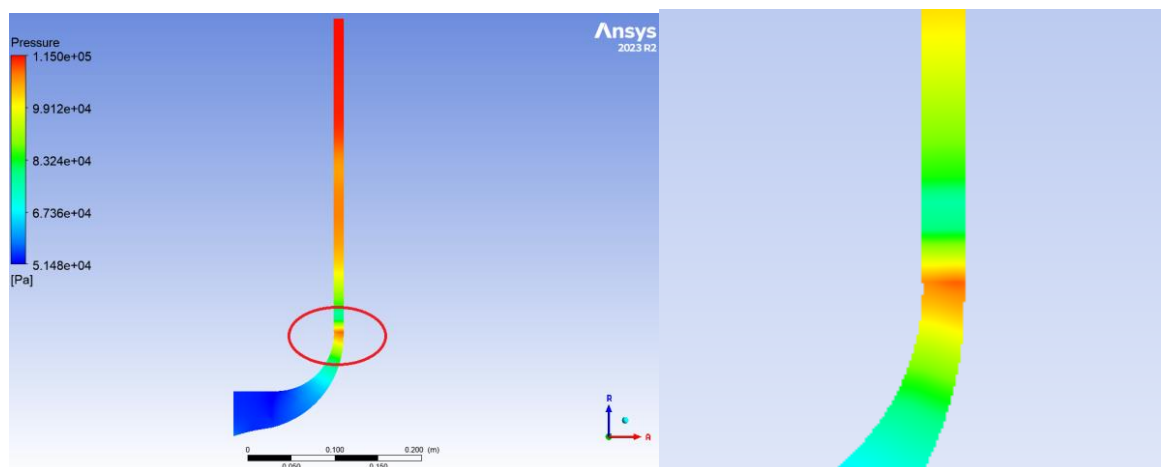 Pressure
1.150e+05
9.912e+04
8.324e+04
6.736e+04
5.148e+04
[Pa]
Ansys
2023 R2
R
A
0 0.100 0.200 (m)
0.050 0.150